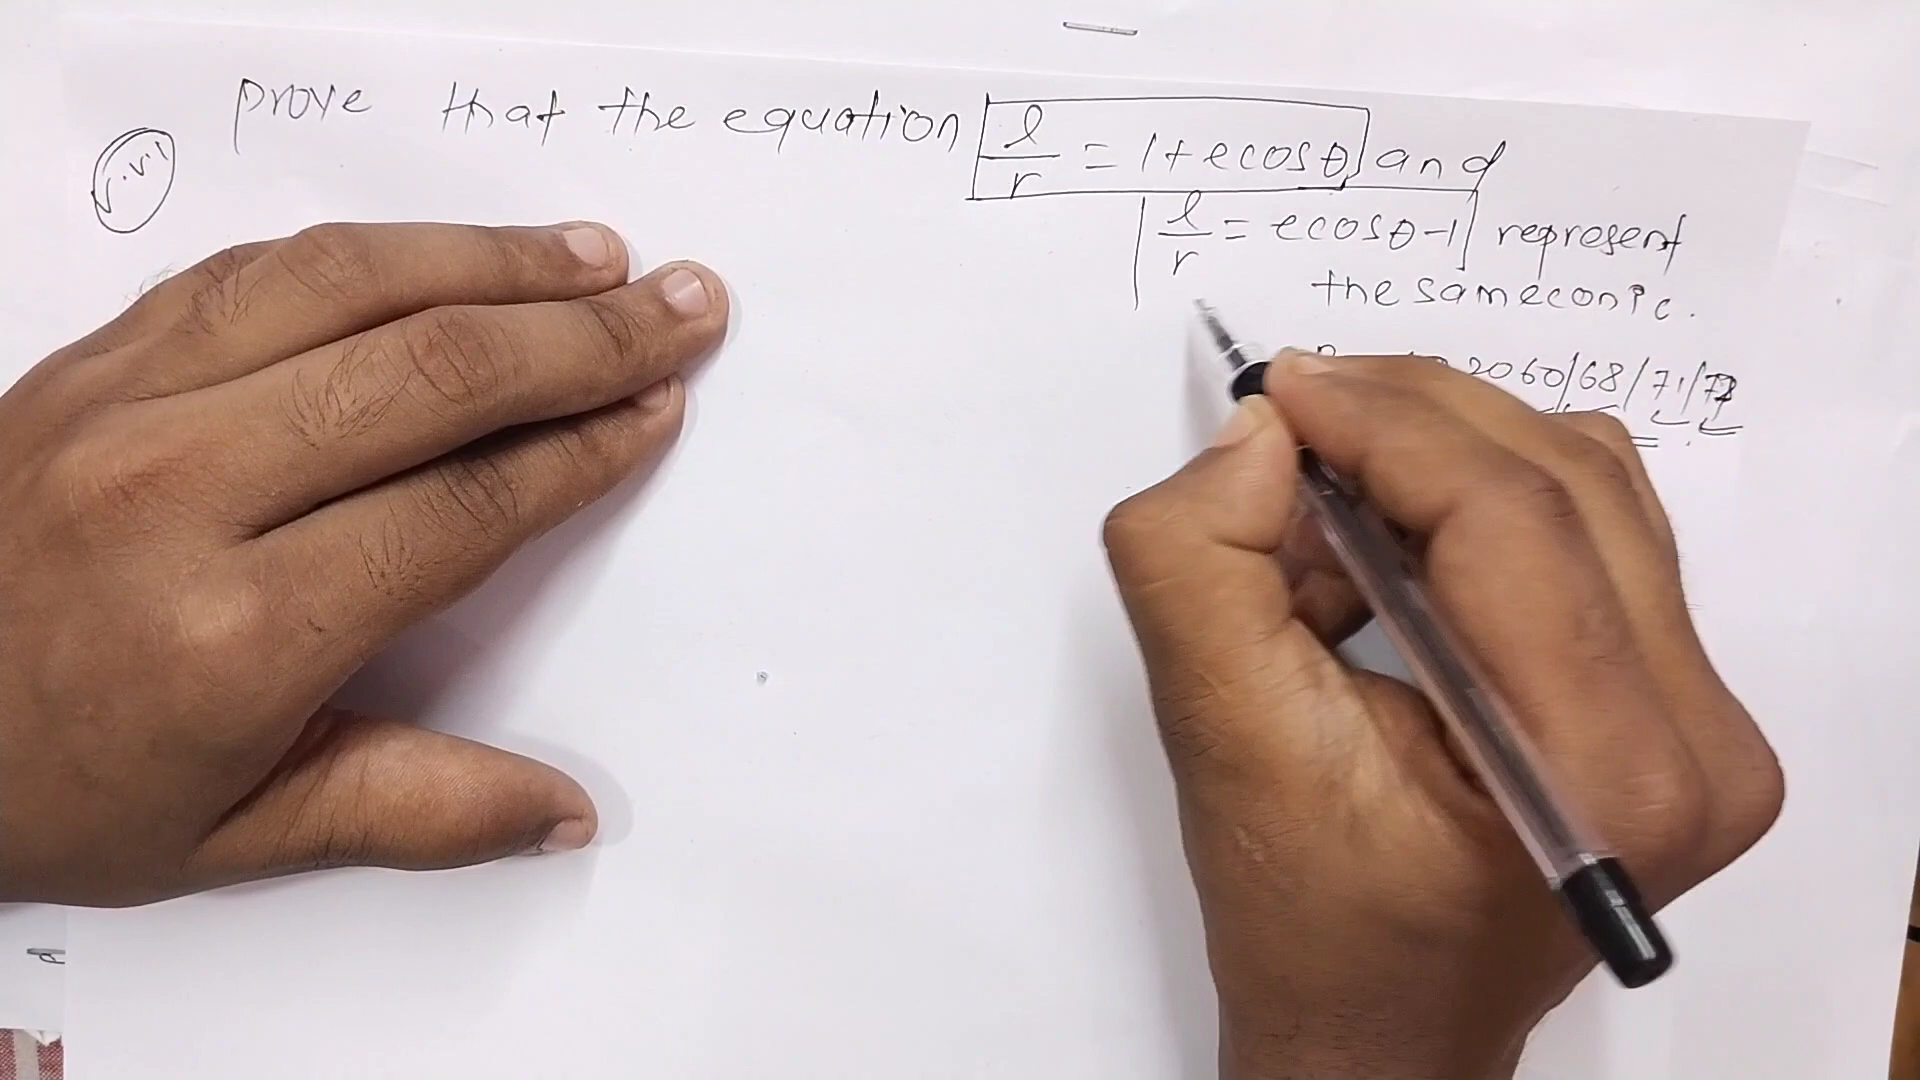 prove that the equation l/r = 1+ecosθ and
l/r = ecosθ-1 represent
the same conic.
2060/68/71/